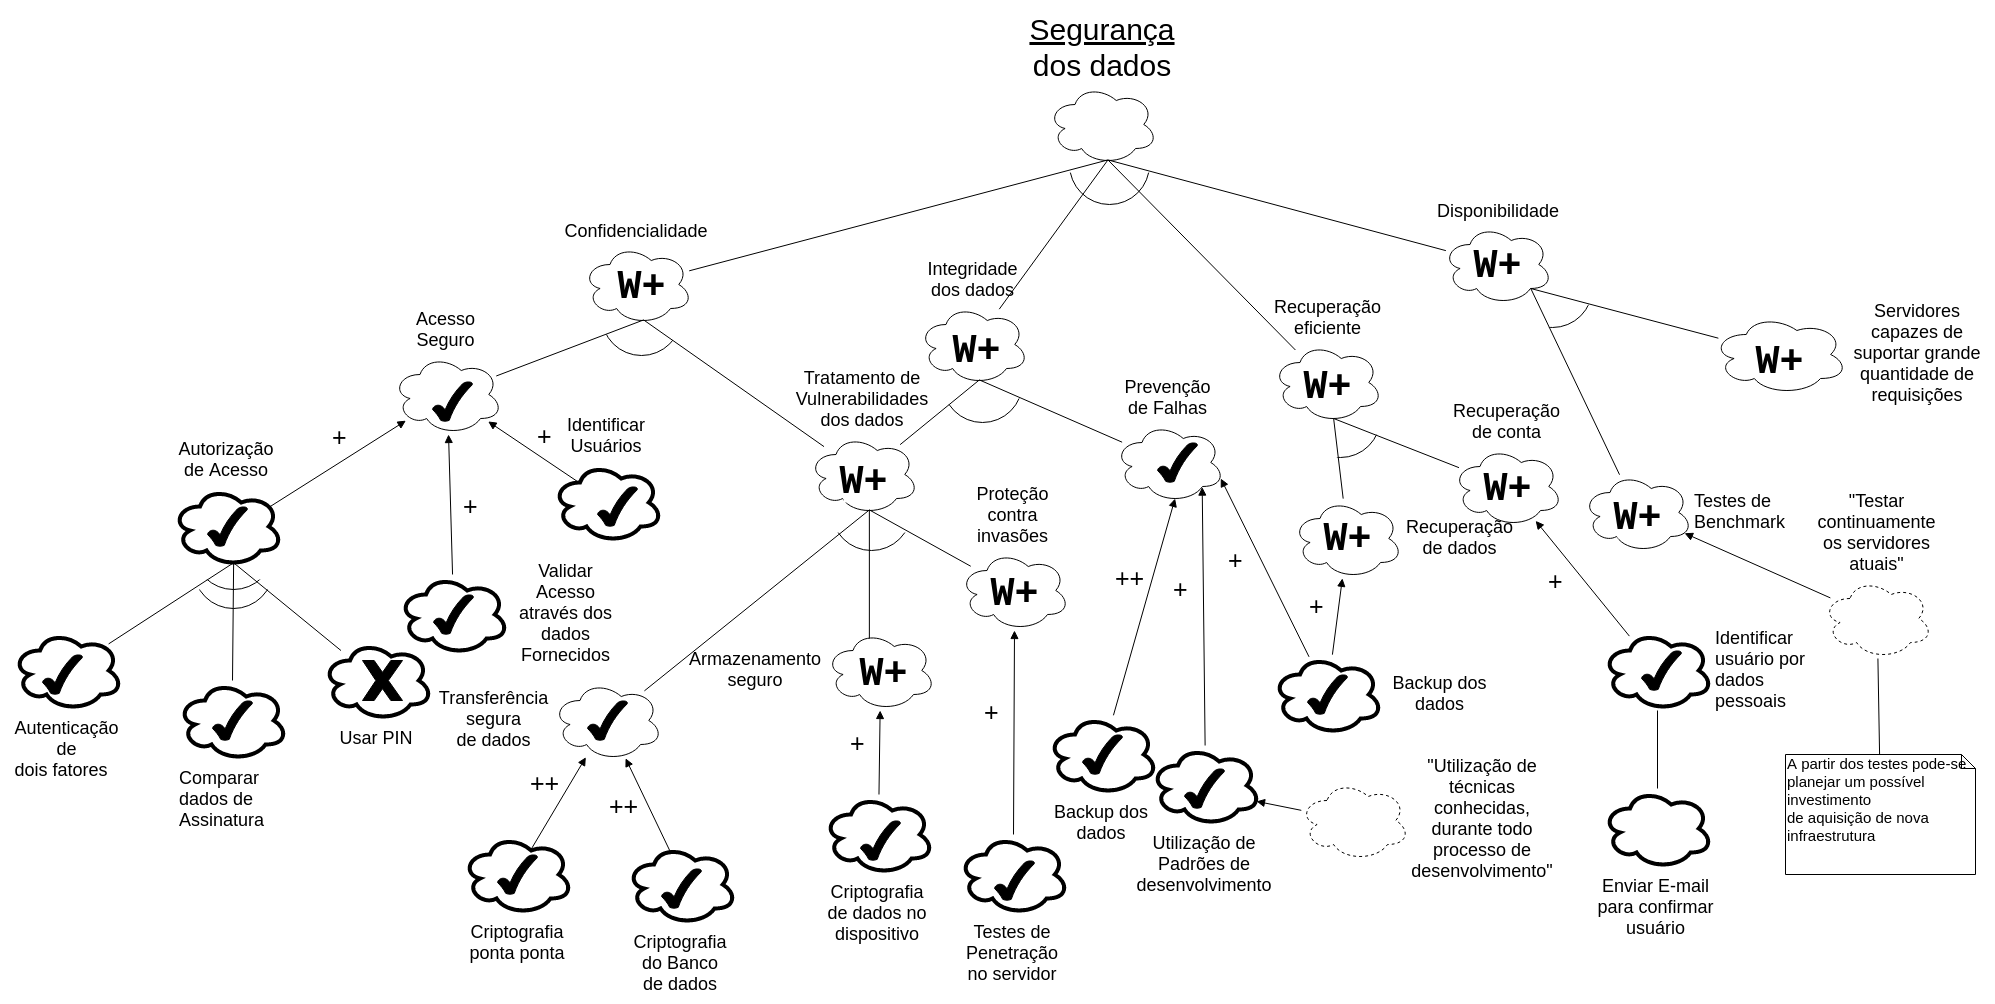 Segurança
dos dados
Disponibilidade
Confidencialidade
W+
W+
Integridade
dos dados
W+
Recuperação
eficiente
W+
Servidores
capazes de
suportar grande
quantidade de
requisições
W+
Acesso
Seguro
Tratamento de
Vulnerabilidades
dos dados
W+
Prevenção
de Falhas
Recuperação
de conta
W+
Identificar
Usuários
+
+
+
Autorização
de Acesso
Proteção
contra
invasões
W+
Recuperação
de dados
W+
Testes de
Benchmark
W+
"Testar
continuamente
os servidores
atuais"
Validar
Acesso
através dos
dados
Fornecidos
++
+
+
+
+
Armazenamento
seguro
W+
Identificar
usuário por
dados
pessoais
Backup dos
dados
Transferência
segura
de dados
Autenticação
de
dois fatores
Comparar
dados de
Assinatura
X
Usar PIN
++
++
+
+
Backup dos
dados
Utilização de
Padrões de
desenvolvimento
"Utilização de
técnicas
conhecidas,
durante todo
processo de
desenvolvimento"
A partir dos testes pode-se
planejar um possível
investimento
de aquisição de nova
infraestrutura
Criptografia
ponta ponta
Criptografia
do Banco
de dados
Criptografia
de dados no
dispositivo
Testes de
Penetração
no servidor
Enviar E-mail
para confirmar
usuário